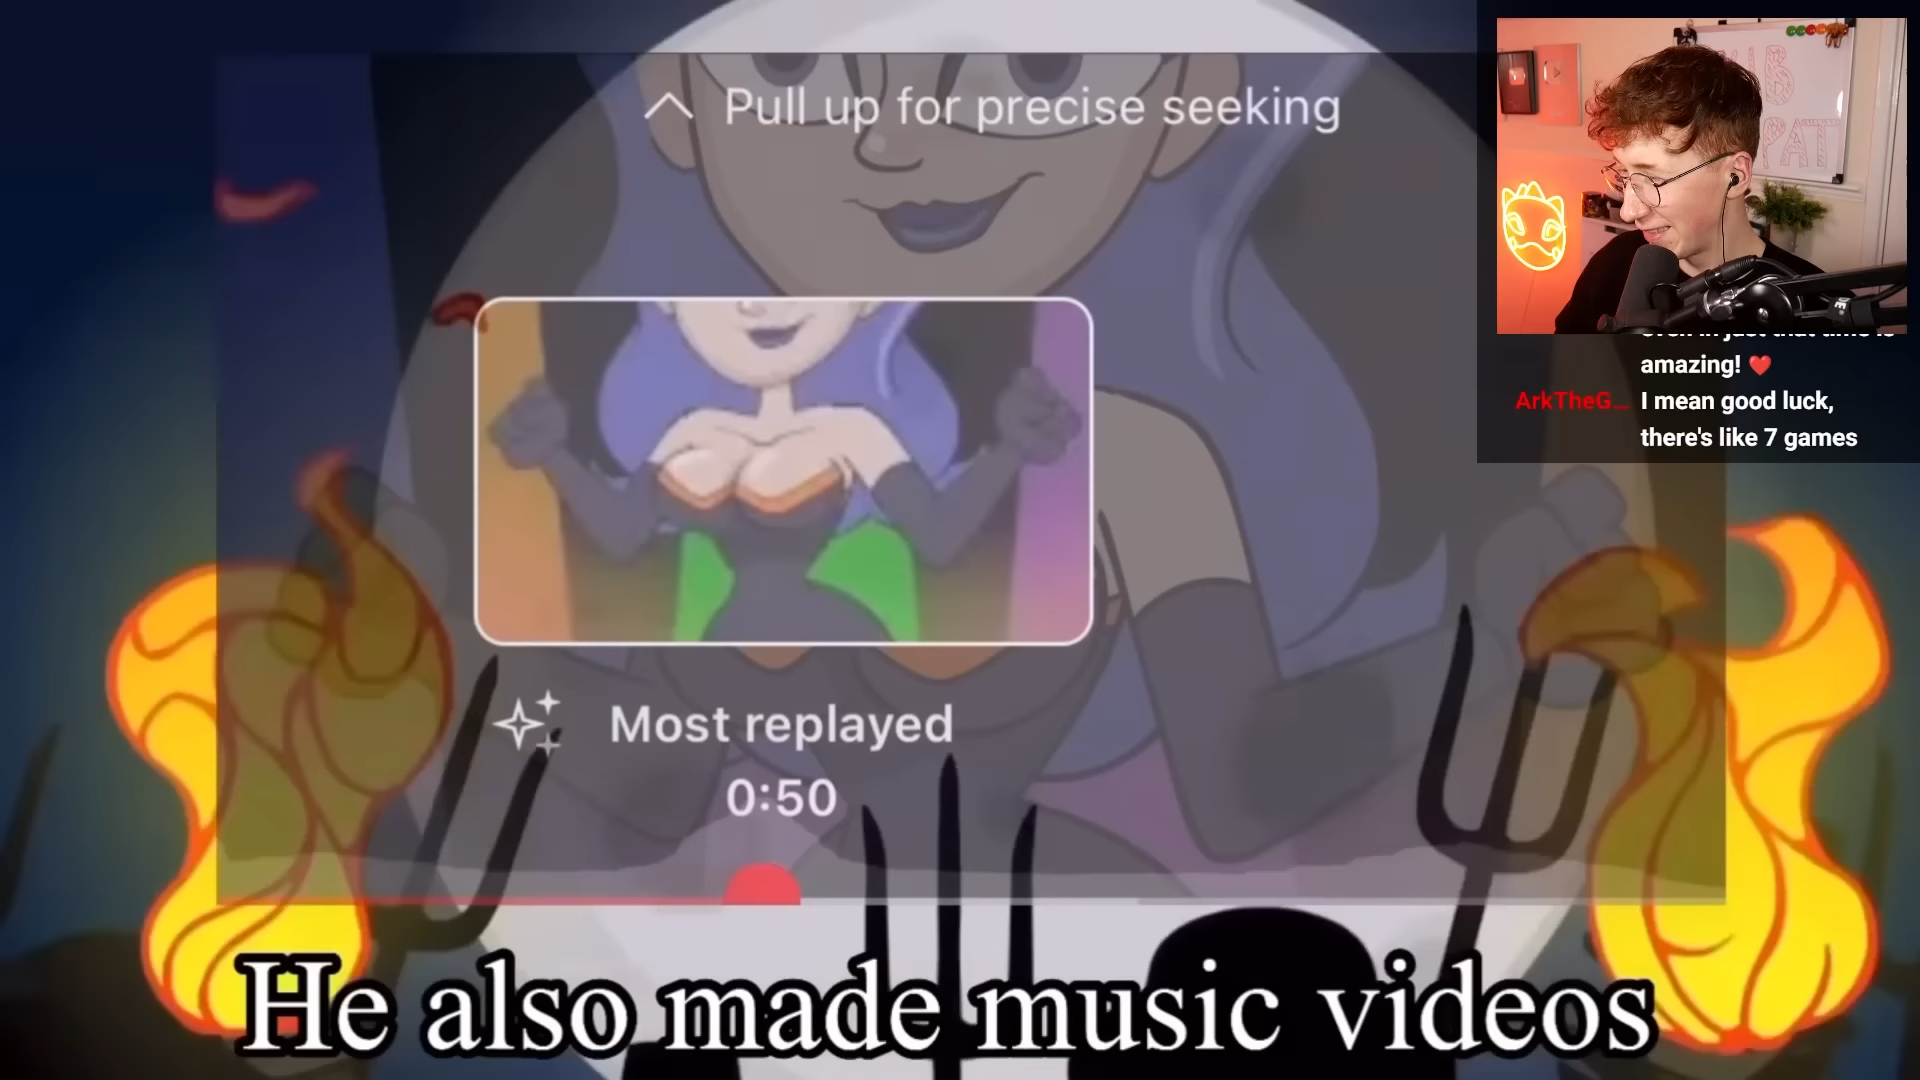 Pull up for precise seeking
Most replayed
0:50
He also made music videos
amazing! ❤️
ArkTheG... I mean good luck,
there's like 7 games